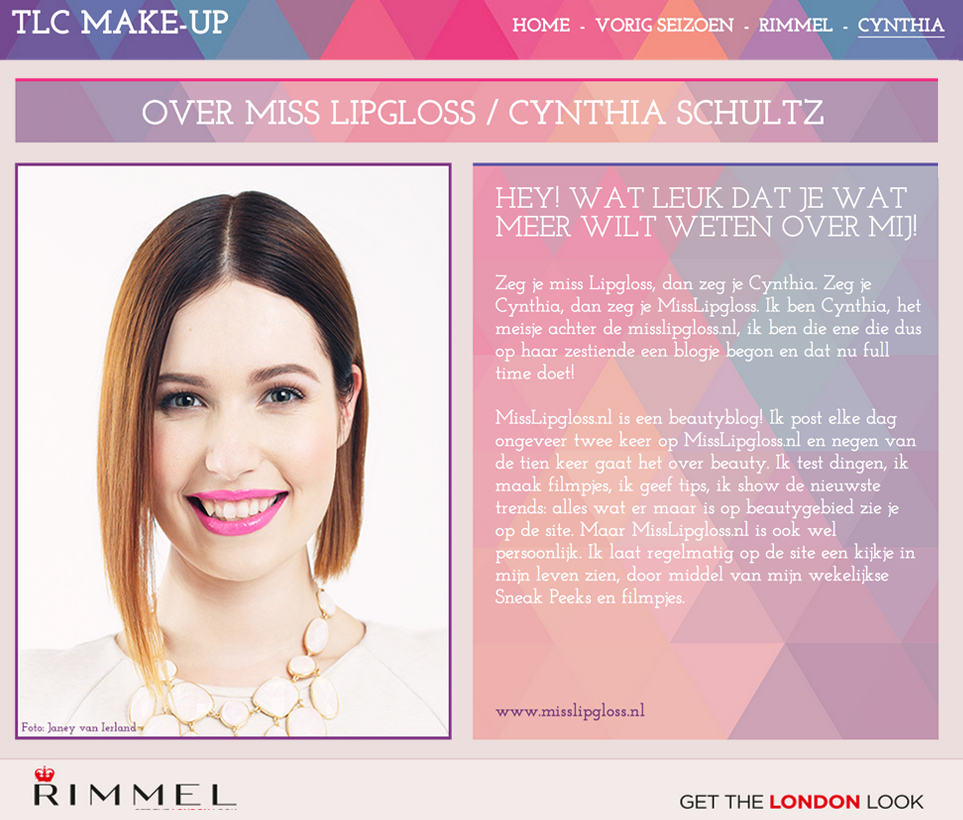 TLC MAKE-UP
HOME - VORIG SEIZOEN - RIMMEL - CYNTHIA
OVER MISS LIPGLOSS / CYNTHIA SCHULTZ
HEY! WAT LEUK DAT JE WAT
MEER WILT WETEN OVER MIJ!
Zeg je miss Lipgloss, dan zeg je Cynthia. Zeg je
Cynthia, dan zeg je MissLipgloss. Ik ben Cynthia, het
meisje achter de misslipgloss.nl, ik ben die ene die dus
op haar zestiende een blogje begon en dat nu full
time doet!
MissLipgloss.nl is een beautyblog! Ik post elke dag
ongeveer twee keer op MissLipgloss.nl en negen van
de tien keer gaat het over beauty. Ik test dingen, ik
maak filmpjes, ik geef tips, ik show de nieuwste
trends: alles wat er maar is op beautygebied zie je
op de site. Maar MissLipgloss.nl is ook wel
persoonlijk. Ik laat regelmatig op de site een kijkje in
mijn leven zien, door middel van mijn wekelijkse
Sneak Peeks en filmpjes.
www.misslipgloss.nl
Foto: Janey van Ierland
RIMMEL
GET THE LONDON LOOK